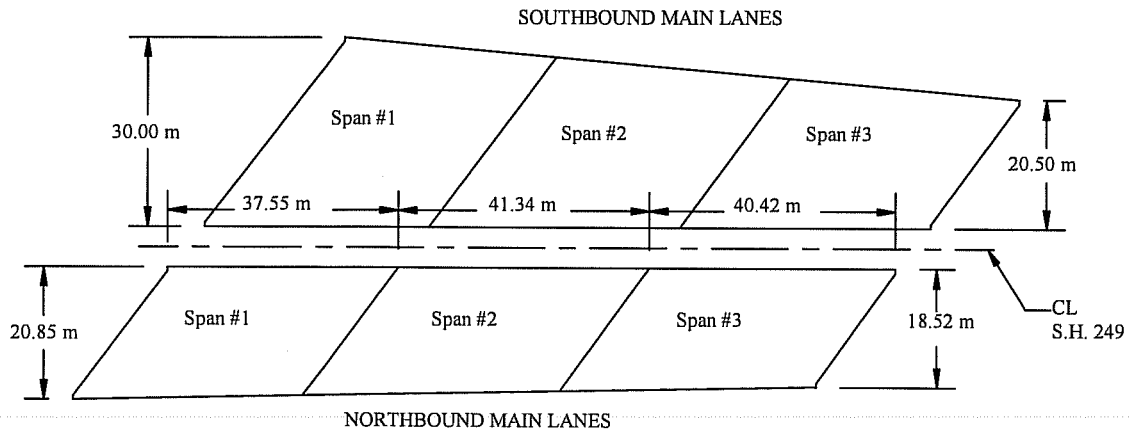 SOUTHBOUND MAIN LANES
30.00 m
Span #1
Span #2
Span #3
20.50 m
37.55 m
41.34 m
40.42 m
20.85 m
Span #1
Span #2
Span #3
18.52 m
CL
S.H. 249
NORTHBOUND MAIN LANES